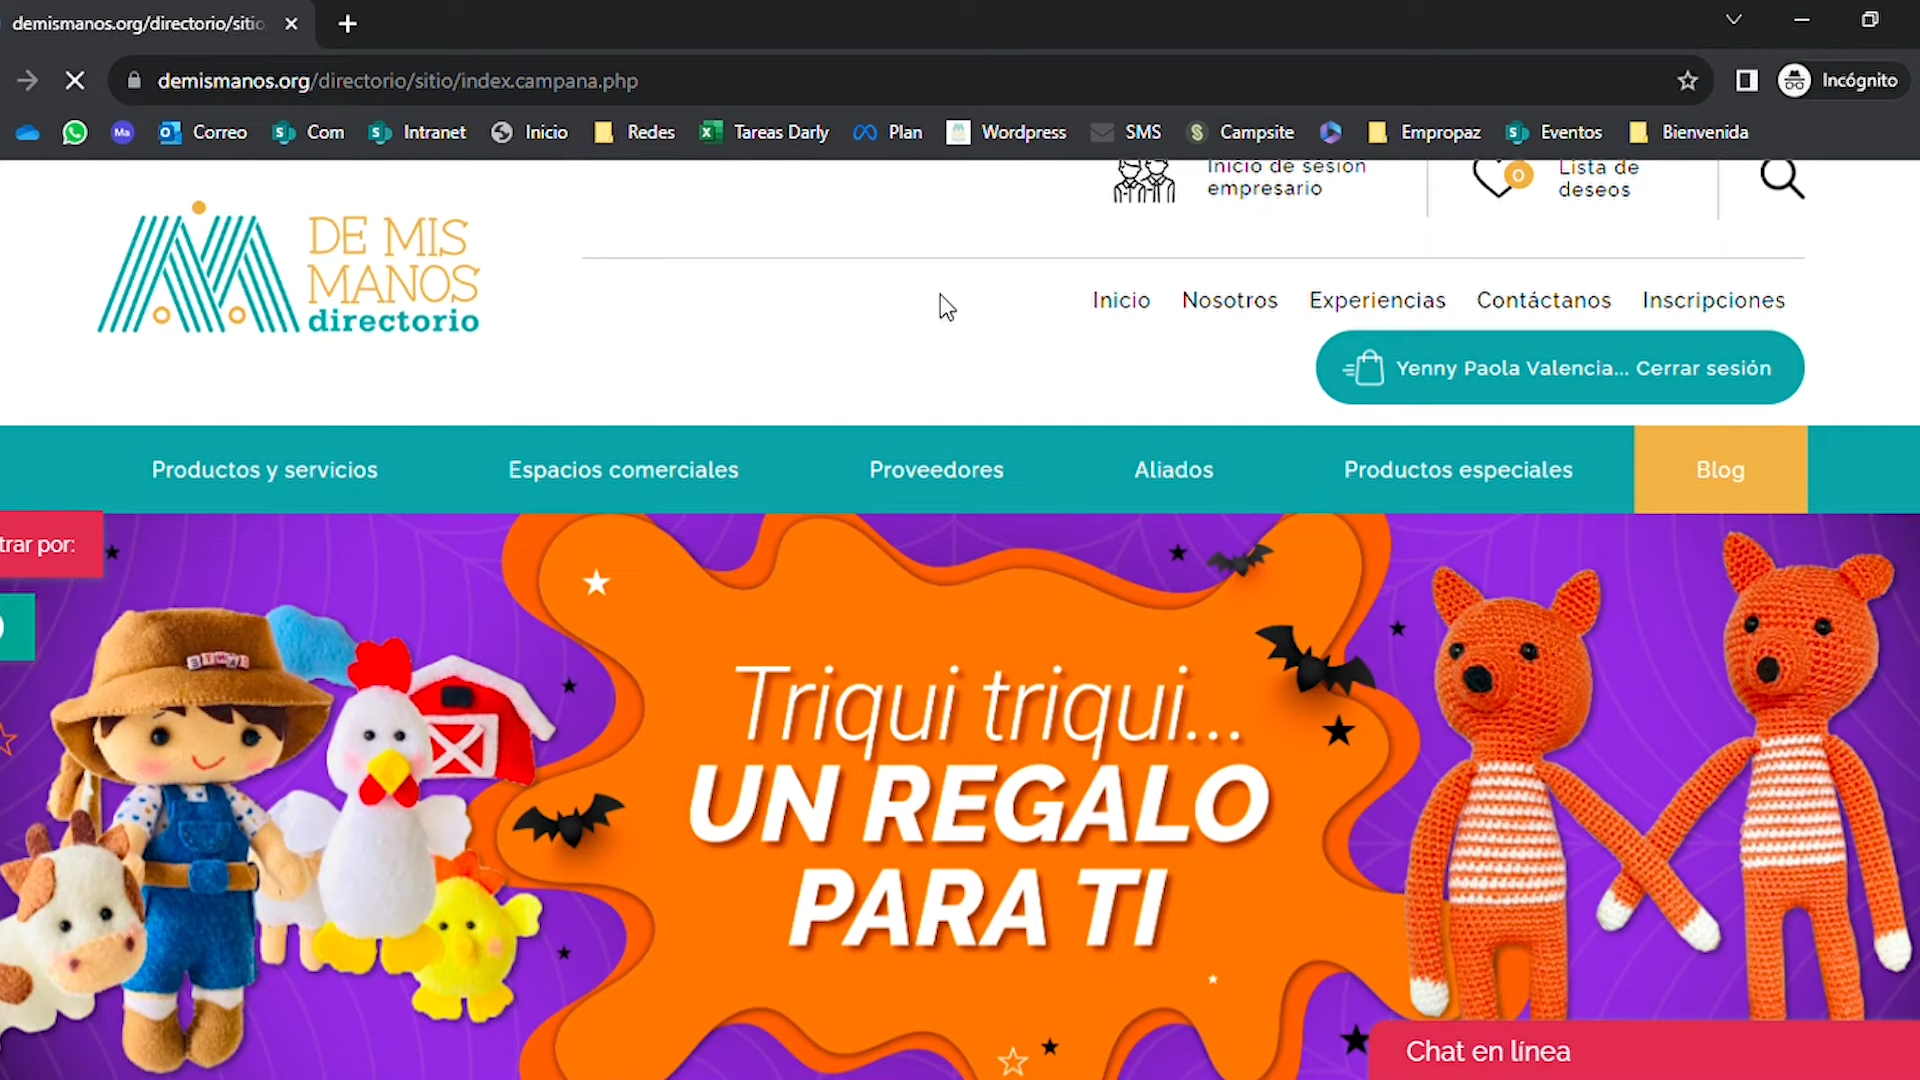 demismanos.org/directorio/sitio
demismanos.org/directorio/sitio/index.campana.php
Incógnito
Ma
Correo
Com
Intranet
Inicio
Redes
Tareas Darly
Plan
Wordpress
SMS
Campsite
Empropaz
Eventos
Bienvenida
Inicio de sesión
empresario
0
Lista de
deseos
DE MIS
MANOS
directorio
Inicio
Nosotros
Experiencias
Contáctanos
Inscripciones
Yenny Paola Valencia... Cerrar sesión
Productos y servicios
Espacios comerciales
Proveedores
Aliados
Productos especiales
Blog
trar por:
Triqui triqui...
UN REGALO
PARA TI
Chat en línea